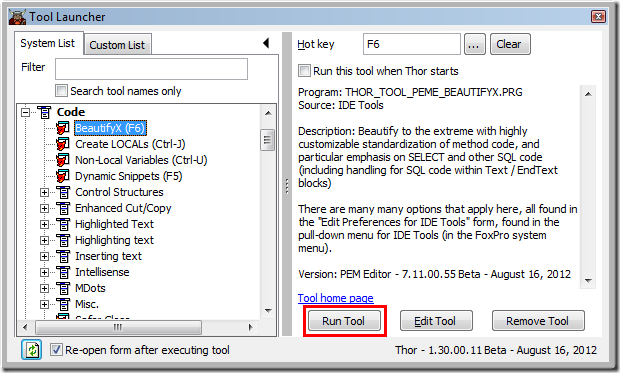 Tool Launcher
System List
Custom List
Filter
Search tool names only
Code
BeautifyX (F6)
Create LOCALs (Ctrl-J)
Non-Local Variables (Ctrl-U)
Dynamic Snippets (F5)
Control Structures
Enhanced Cut/Copy
Highlighted Text
Highlighting text
Inserting text
Intellisense
MDots
Misc.
Hot key
F6
...
Clear
Run this tool when Thor starts
Program: THOR_TOOL_PEME_BEAUTIFYX.PRG
Source: IDE Tools
Description: Beautify to the extreme with highly
customizable standardization of method code, and
particular emphasis on SELECT and other SQL code
(including handling for SQL code within Text / EndText
blocks)
There are many many options that apply here, all found in
the "Edit Preferences for IDE Tools" form, found in the
pull-down menu for IDE Tools (in the FoxPro system
menu).
Version: PEM Editor - 7.11.00.55 Beta - August 16, 2012
Tool home page
Run Tool
Edit Tool
Remove Tool
Re-open form after executing tool
Thor - 1.30.00.11 Beta - August 16, 2012